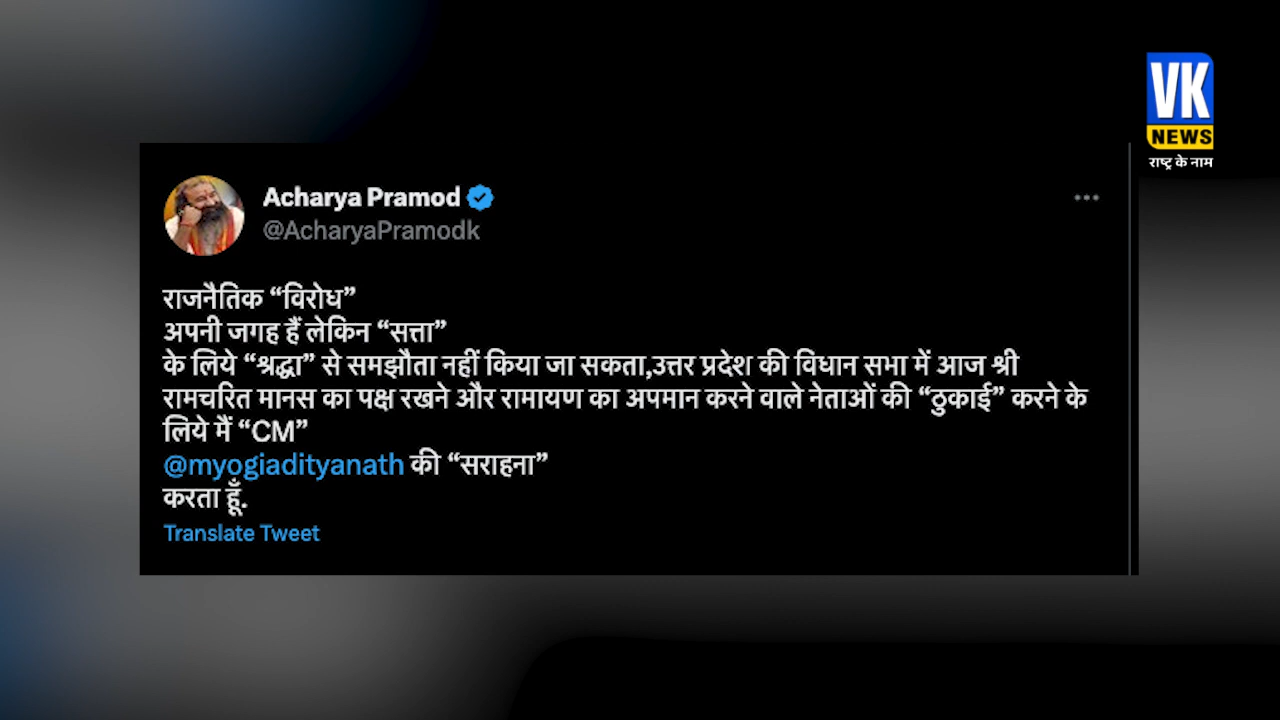 VK
NEWS
राष्ट्र के नाम
Acharya Pramod
@AcharyaPramodk
राजनैतिक “विरोध”
अपनी जगह हैं लेकिन “सत्ता”
के लिये “श्रद्धा” से समझौता नहीं किया जा सकता,उत्तर प्रदेश की विधान सभा में आज श्री
रामचरित मानस का पक्ष रखने और रामायण का अपमान करने वाले नेताओं की “ठुकाई” करने के
लिये मैं “CM”
@myogiadityanath की “सराहना”
करता हूँ.
Translate Tweet